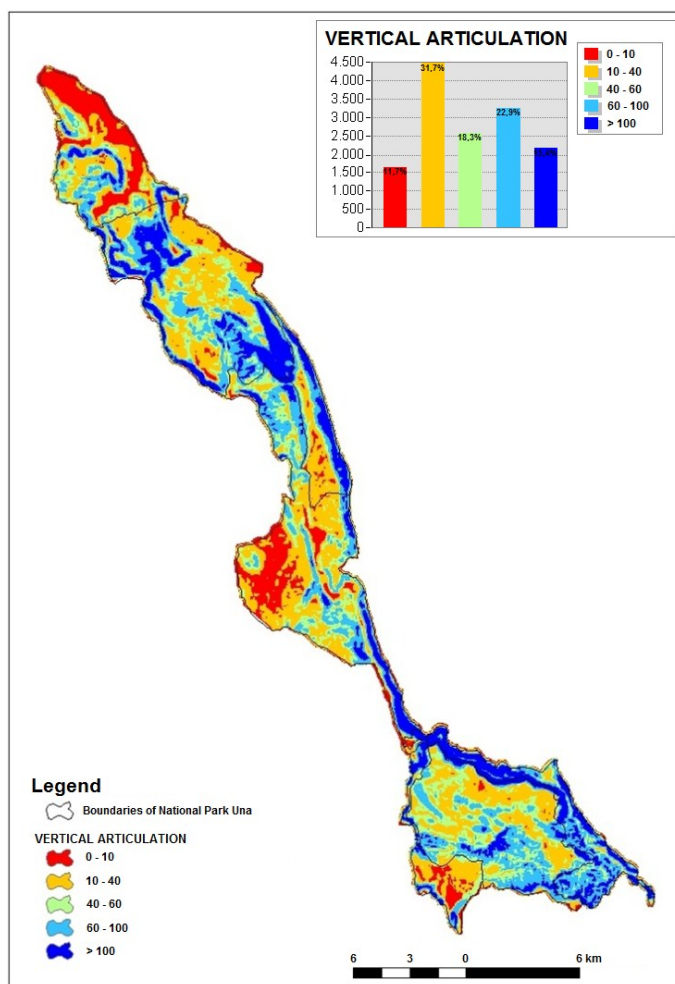 VERTICAL ARTICULATION
4.500
4.000
3.500
3.000
2.500
2.000
1.500
1.000
500
0
11,7%
31,7%
18,3%
22,9%
0 - 10
10 - 40
40 - 60
60 - 100
> 100
Legend
Boundaries of National Park Una
VERTICAL ARTICULATION
0 - 10
10 - 40
40 - 60
60 - 100
> 100
6 3 0 6 km